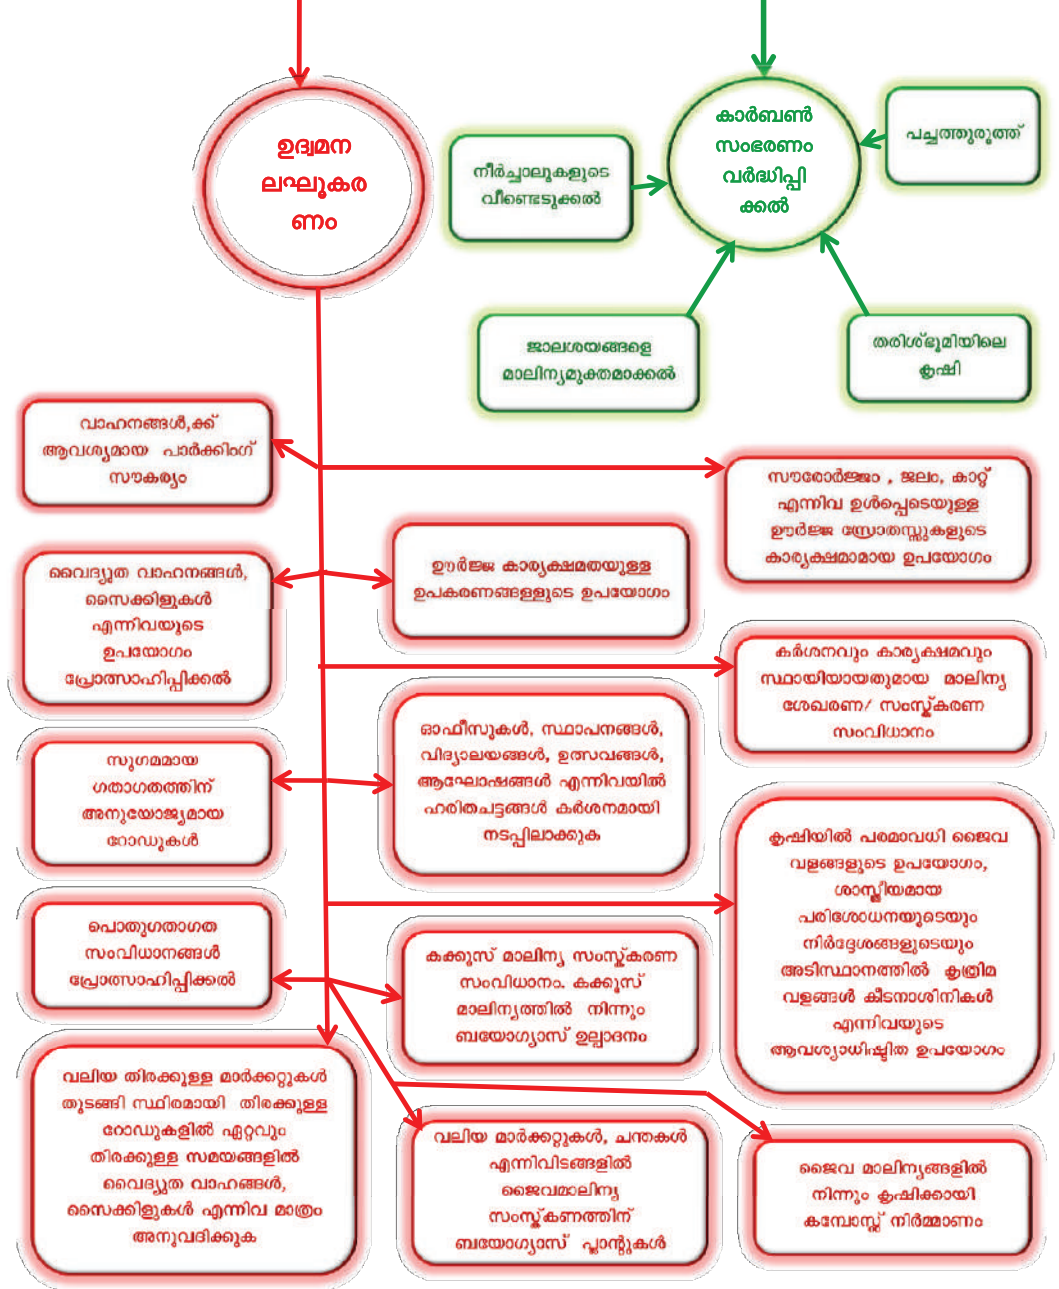 ഉദ്വമന
ലഘൂകര
ണം
കാർബൺ
സംഭരണം
വർദ്ധിപ്പി
ക്കൽ
നീർച്ചാലുകളുടെ
വീണ്ടെടുക്കൽ
പച്ചത്തുരുത്ത്
ജാലശയങ്ങളെ
മാലിന്യമുക്തമാക്കൽ
തരിശ്ഭൂമിയിലെ
കൃഷി
വാഹനങ്ങൾ,ക്ക്
ആവശ്യമായ പാർക്കിംഗ്
സൗകര്യം
സൗരോർജ്ജം , ജലം, കാറ്റ്
എന്നിവ ഉൾപ്പെടെയുള്ള
ഊർജ്ജ സ്രോതസ്സുകളുടെ
കാര്യക്ഷമാമായ ഉപയോഗം
വൈദ്യുത വാഹനങ്ങൾ,
സൈക്കിളുകൾ
എന്നിവയുടെ
ഉപയോഗം
പ്രോത്സാഹിപ്പിക്കൽ
ഊർജ്ജ കാര്യക്ഷമതയുള്ള
ഉപകരണങ്ങള്ളുടെ ഉപയോഗം
കർശനവും കാര്യക്ഷമവും
സ്ഥായിയായതുമായ മാലിന്യ
ശേഖരണ/ സംസ്ക്കരണ
സംവിധാനം
സുഗമമായ
ഗതാഗതത്തിന്
അനുയോജ്യമായ
റോഡുകൾ
ഓഫീസുകൾ, സ്ഥാപനങ്ങൾ,
വിദ്യാലയങ്ങൾ, ഉത്സവങ്ങൾ,
ആഘോഷങ്ങൾ എന്നിവയിൽ
ഹരിതചട്ടങ്ങൾ കർശനമായി
നടപ്പിലാക്കുക
കൃഷിയിൽ പരമാവധി ജൈവ
വളങ്ങളുടെ ഉപയോഗം,
ശാസ്ത്രീയമായ
പരിശോധനയുടെയും
നിർദ്ദേശങ്ങളുടെയും
അടിസ്ഥാനത്തിൽ കൃത്രിമ
വളങ്ങൾ കീടനാശിനികൾ
എന്നിവയുടെ
ആവശ്യാധിഷ്ഠിത ഉപയോഗം
പൊതുഗതാഗത
സംവിധാനങ്ങൾ
പ്രോത്സാഹിപ്പിക്കൽ
കക്കൂസ് മാലിന്യ സംസ്ക്കരണ
സംവിധാനം. കക്കൂസ്
മാലിന്യത്തിൽ നിന്നും
ബയോഗ്യാസ് ഉല്പാദനം
വലിയ തിരക്കുള്ള മാർക്കറ്റുകൾ
തുടങ്ങി സ്ഥിരമായി തിരക്കുള്ള
റോഡുകളിൽ ഏറ്റവും
തിരക്കുള്ള സമയങ്ങളിൽ
വൈദ്യുത വാഹങ്ങൾ,
സൈക്കിളുകൾ എന്നിവ മാത്രം
അനുവദിക്കുക
വലിയ മാർക്കറ്റുകൾ, ചന്തകൾ
എന്നിവിടങ്ങളിൽ
ജൈവമാലിന്യ
സംസ്ക്കണത്തിന്
ബയോഗ്യാസ് പ്ലാന്റുകൾ
ജൈവ മാലിന്യങ്ങളിൽ
നിന്നും കൃഷിക്കായി
കമ്പോസ്റ്റ് നിർമ്മാണം